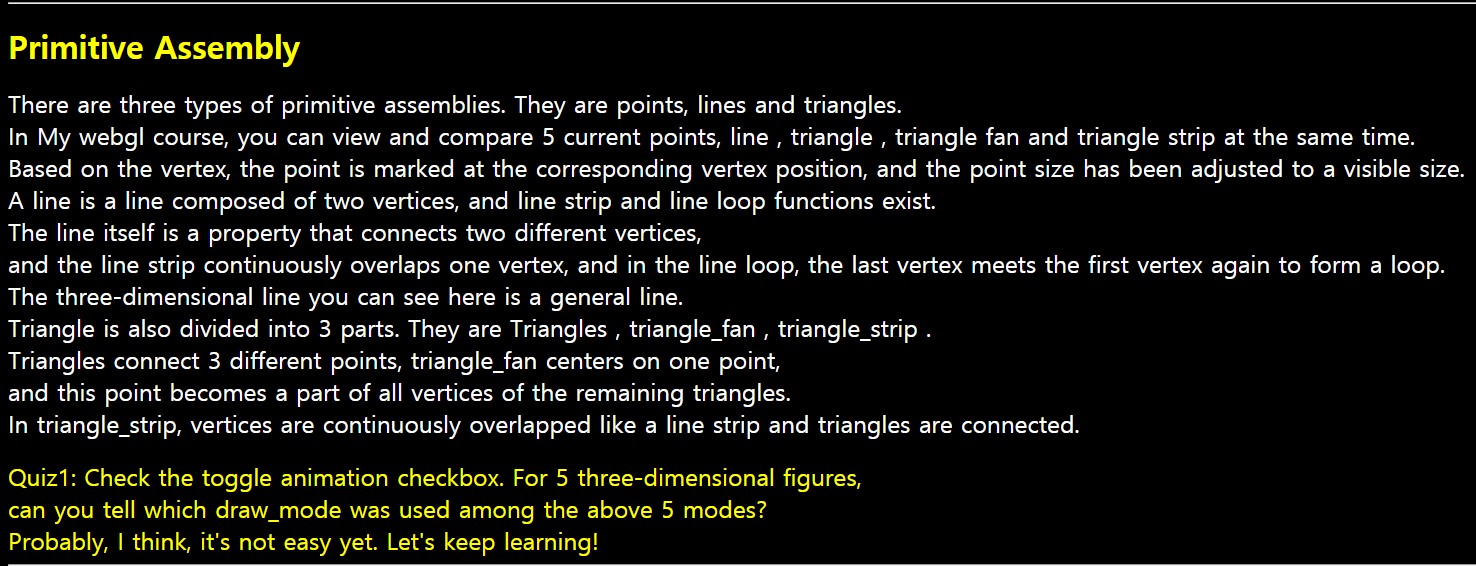 Primitive Assembly
There are three types of primitive assemblies. They are points, lines and triangles.
In My webgl course, you can view and compare 5 current points, line , triangle , triangle fan and triangle strip at the same time.
Based on the vertex, the point is marked at the corresponding vertex position, and the point size has been adjusted to a visible size.
A line is a line composed of two vertices, and line strip and line loop functions exist.
The line itself is a property that connects two different vertices,
and the line strip continuously overlaps one vertex, and in the line loop, the last vertex meets the first vertex again to form a loop.
The three-dimensional line you can see here is a general line.
Triangle is also divided into 3 parts. They are Triangles , triangle_fan , triangle_strip .
Triangles connect 3 different points, triangle_fan centers on one point,
and this point becomes a part of all vertices of the remaining triangles.
In triangle_strip, vertices are continuously overlapped like a line strip and triangles are connected.
Quiz1: Check the toggle animation checkbox. For 5 three-dimensional figures,
can you tell which draw_mode was used among the above 5 modes?
Probably, I think, it's not easy yet. Let's keep learning!